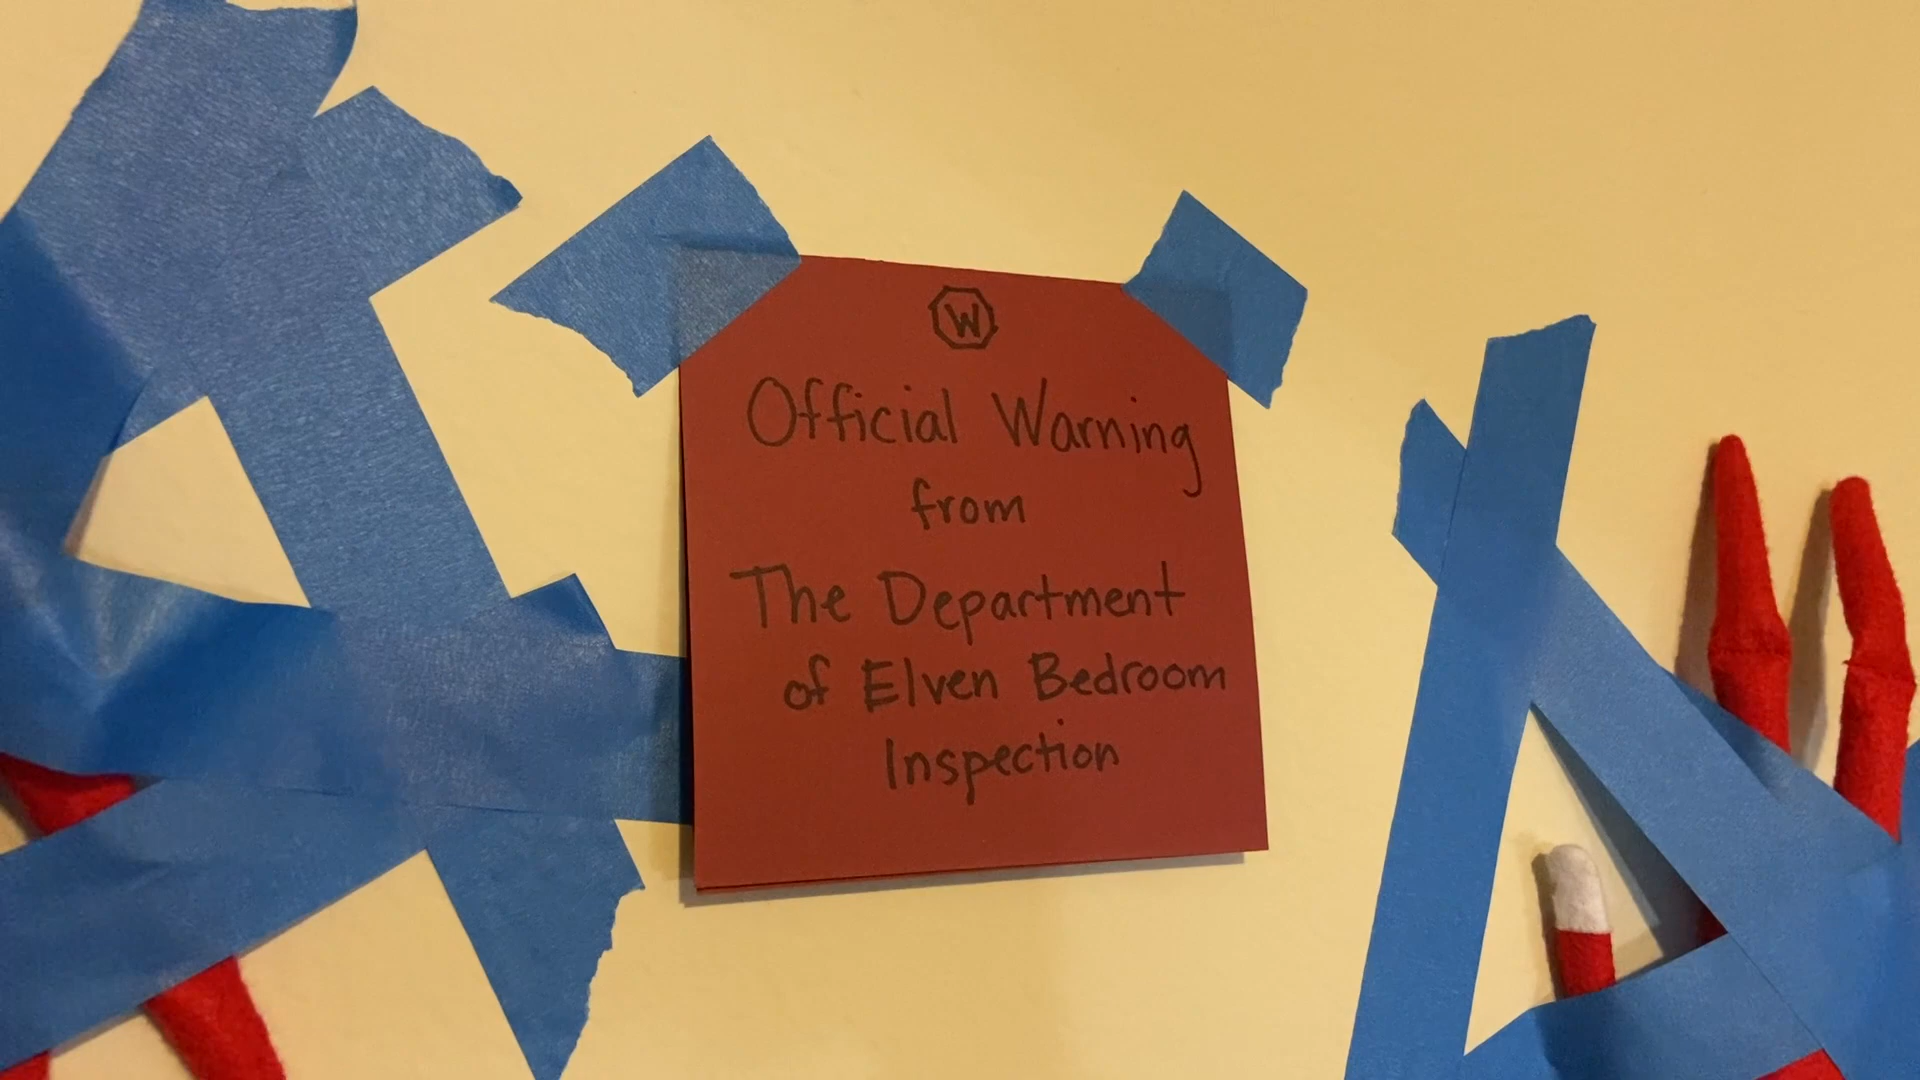 W
Official Warning
from
The Department
of Elven Bedroom
Inspection